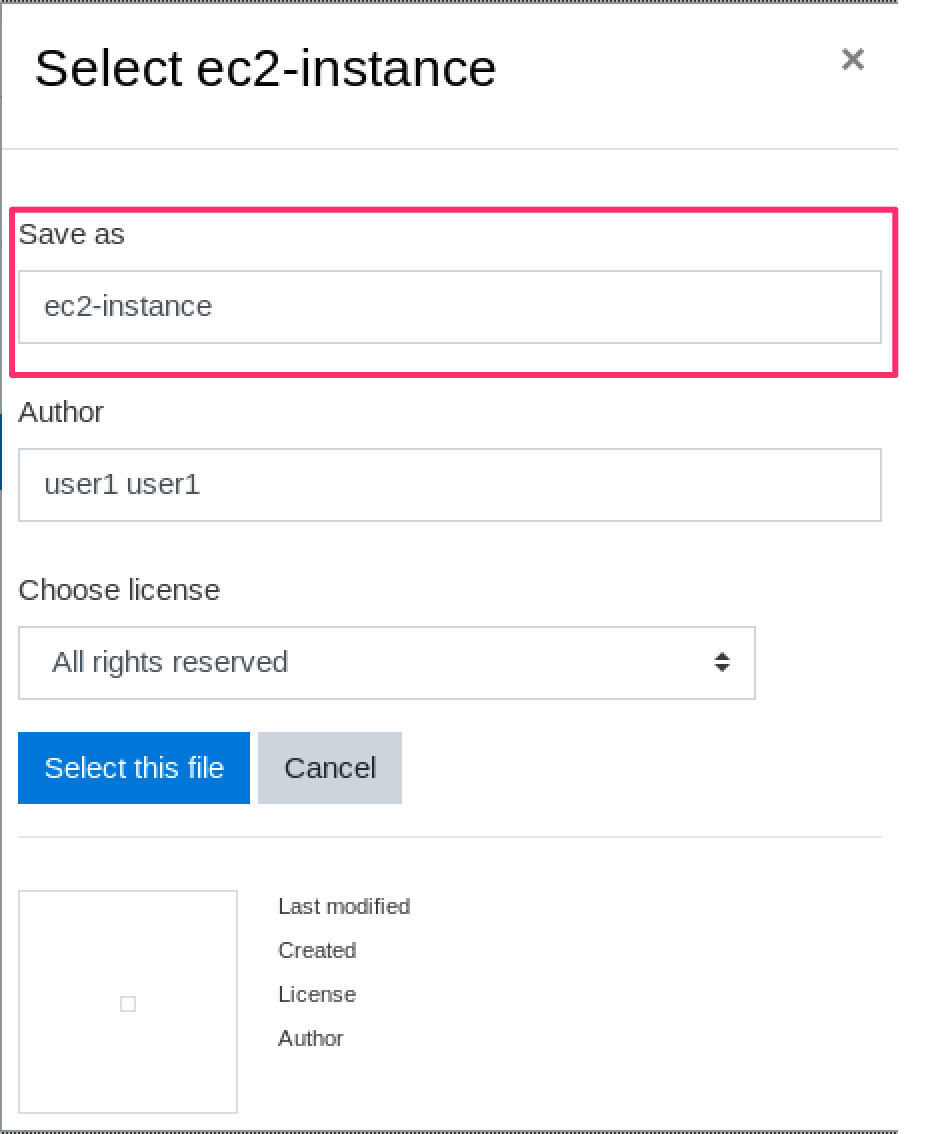 Select ec2-instance
×
Save as
ec2-instance
Author
user1 user1
Choose license
All rights reserved
Select this file
Cancel
Last modified
Created
License
Author